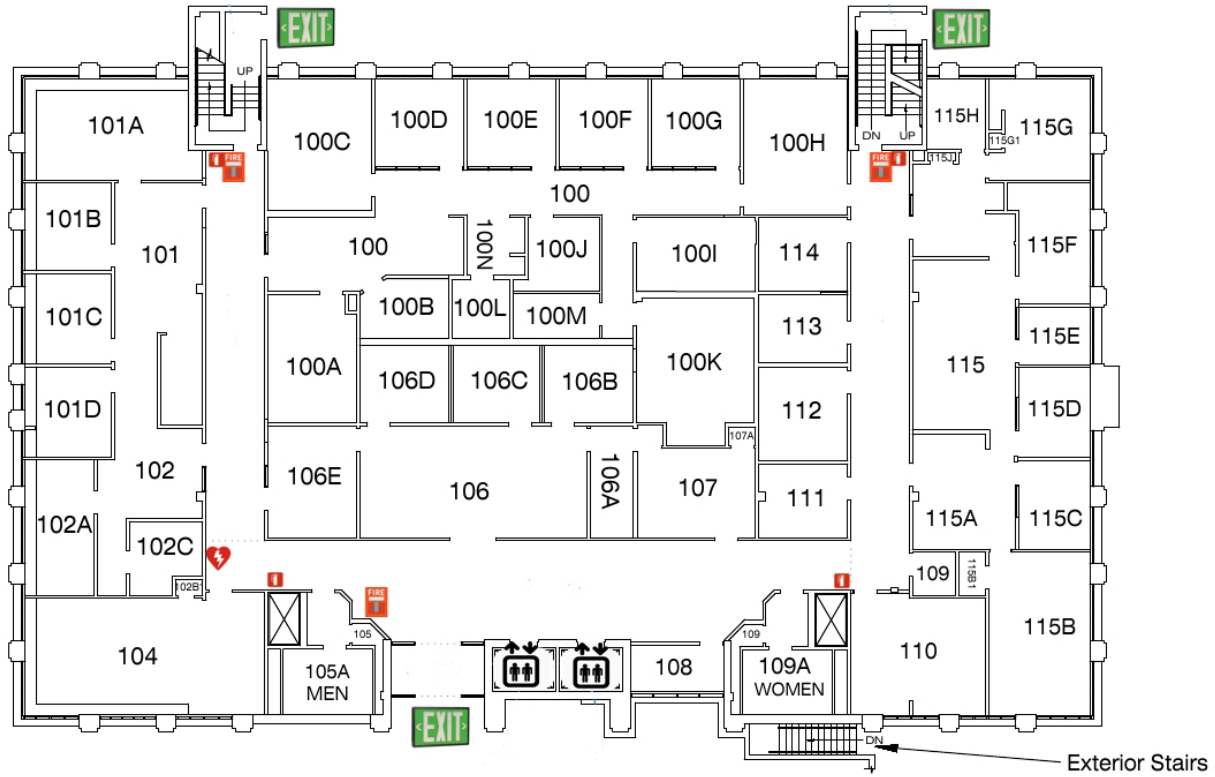 EXIT
EXIT
UP
DN
UP
101A
100C
100D
100E
100F
100G
100H
115H
115G
115G1
115J
FIRE
FIRE
101B
100
101
100
100N
100J
100I
114
115F
101C
100B
100L
100M
113
115E
100A
106D
106C
106B
100K
115
101D
112
115D
107A
102
106E
106
106A
107
111
102A
102C
115A
115C
102B
109
115B1
FIRE
105
109
115B
104
105A
MEN
108
109A
WOMEN
110
EXIT
DN
Exterior Stairs